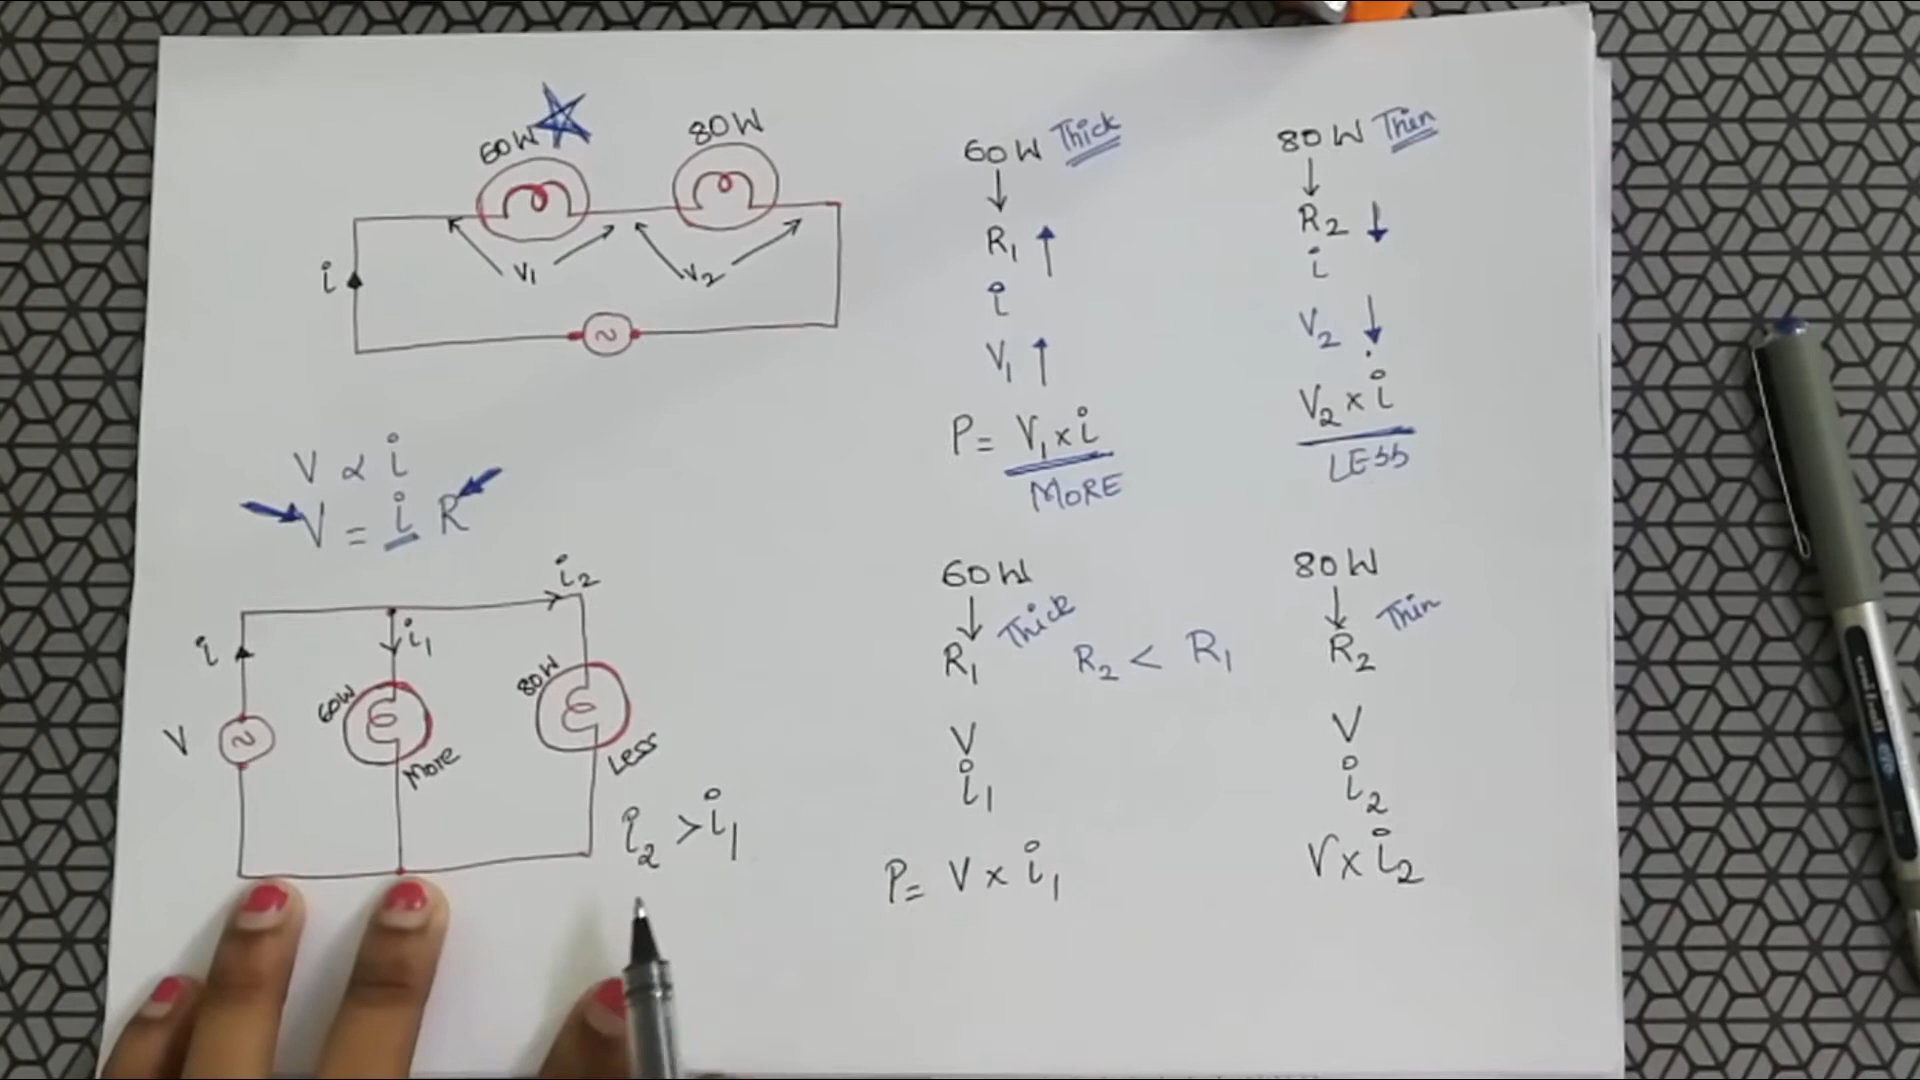 60W
80W
i
V₁
V₂
V ∝ i
V = i R
60W Thick
R₁ ↑
i
V₁ ↑
P = V₁ x i
MORE
80W Thin
R₂ ↓
i
V₂ ↓
V₂ x i
LESS
i
i₁
i₂
V
60W
More
80W
Less
i₂ > i₁
60W
Thick
R₁
R₂ < R₁
V
i₁
P = V x i₁
80W
Thin
R₂
V
i₂
V x i₂